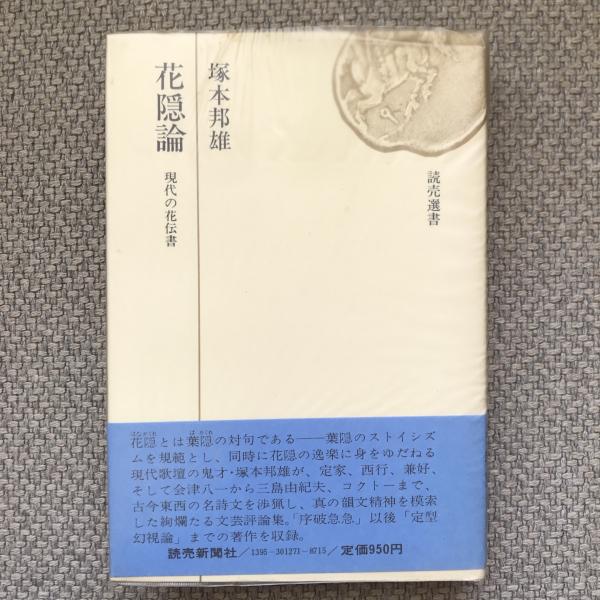 花隠論
現代の花伝書
塚本邦雄
読売選書
花隠とは葉隠の対句である――葉隠のストイシズ
ムを規範とし、同時に花隠の逸楽に身をゆだねる
現代歌壇の鬼才・塚本邦雄が、定家、西行、兼好、
そして会津八一から三島由紀夫、コクトーまで、
古今東西の名詩文を渉猟し、真の韻文精神を模索
した絢爛たる文芸評論集。「序破急急」以後「定型
幻視論」までの著作を収録。
読売新聞社/1395-301271-8715/定価950円